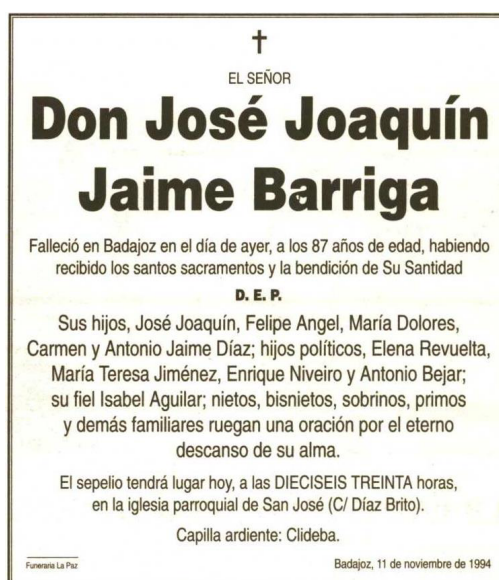 EL SEÑOR
Don José Joaquín
Jaime Barriga
Falleció en Badajoz en el día de ayer, a los 87 años de edad, habiendo
recibido los santos sacramentos y la bendición de Su Santidad
D. E. P.
Sus hijos, José Joaquín, Felipe Angel, María Dolores,
Carmen y Antonio Jaime Díaz; hijos políticos, Elena Revuelta,
María Teresa Jiménez, Enrique Niveiro y Antonio Bejar;
su fiel Isabel Aguilar; nietos, bisnietos, sobrinos, primos
y demás familiares ruegan una oración por el eterno
descanso de su alma.
El sepelio tendrá lugar hoy, a las DIECISEIS TREINTA horas,
en la iglesia parroquial de San José (C/ Díaz Brito).
Capilla ardiente: Clideba.
Funeraria La Paz
Badajoz, 11 de noviembre de 1994